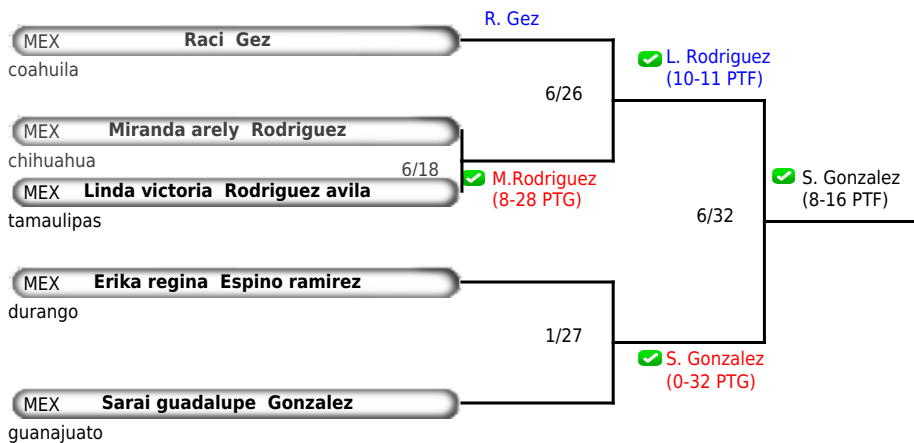 R. Gez
MEX Raci Gez
coahuila
L. Rodriguez
(10-11 PTF)
6/26
MEX Miranda arely Rodriguez
chihuahua
6/18
M.Rodriguez
(8-28 PTG)
MEX Linda victoria Rodriguez avila
tamaulipas
S. Gonzalez
(8-16 PTF)
6/32
MEX Erika regina Espino ramirez
durango
1/27
S. Gonzalez
(0-32 PTG)
MEX Sarai guadalupe Gonzalez
guanajuato